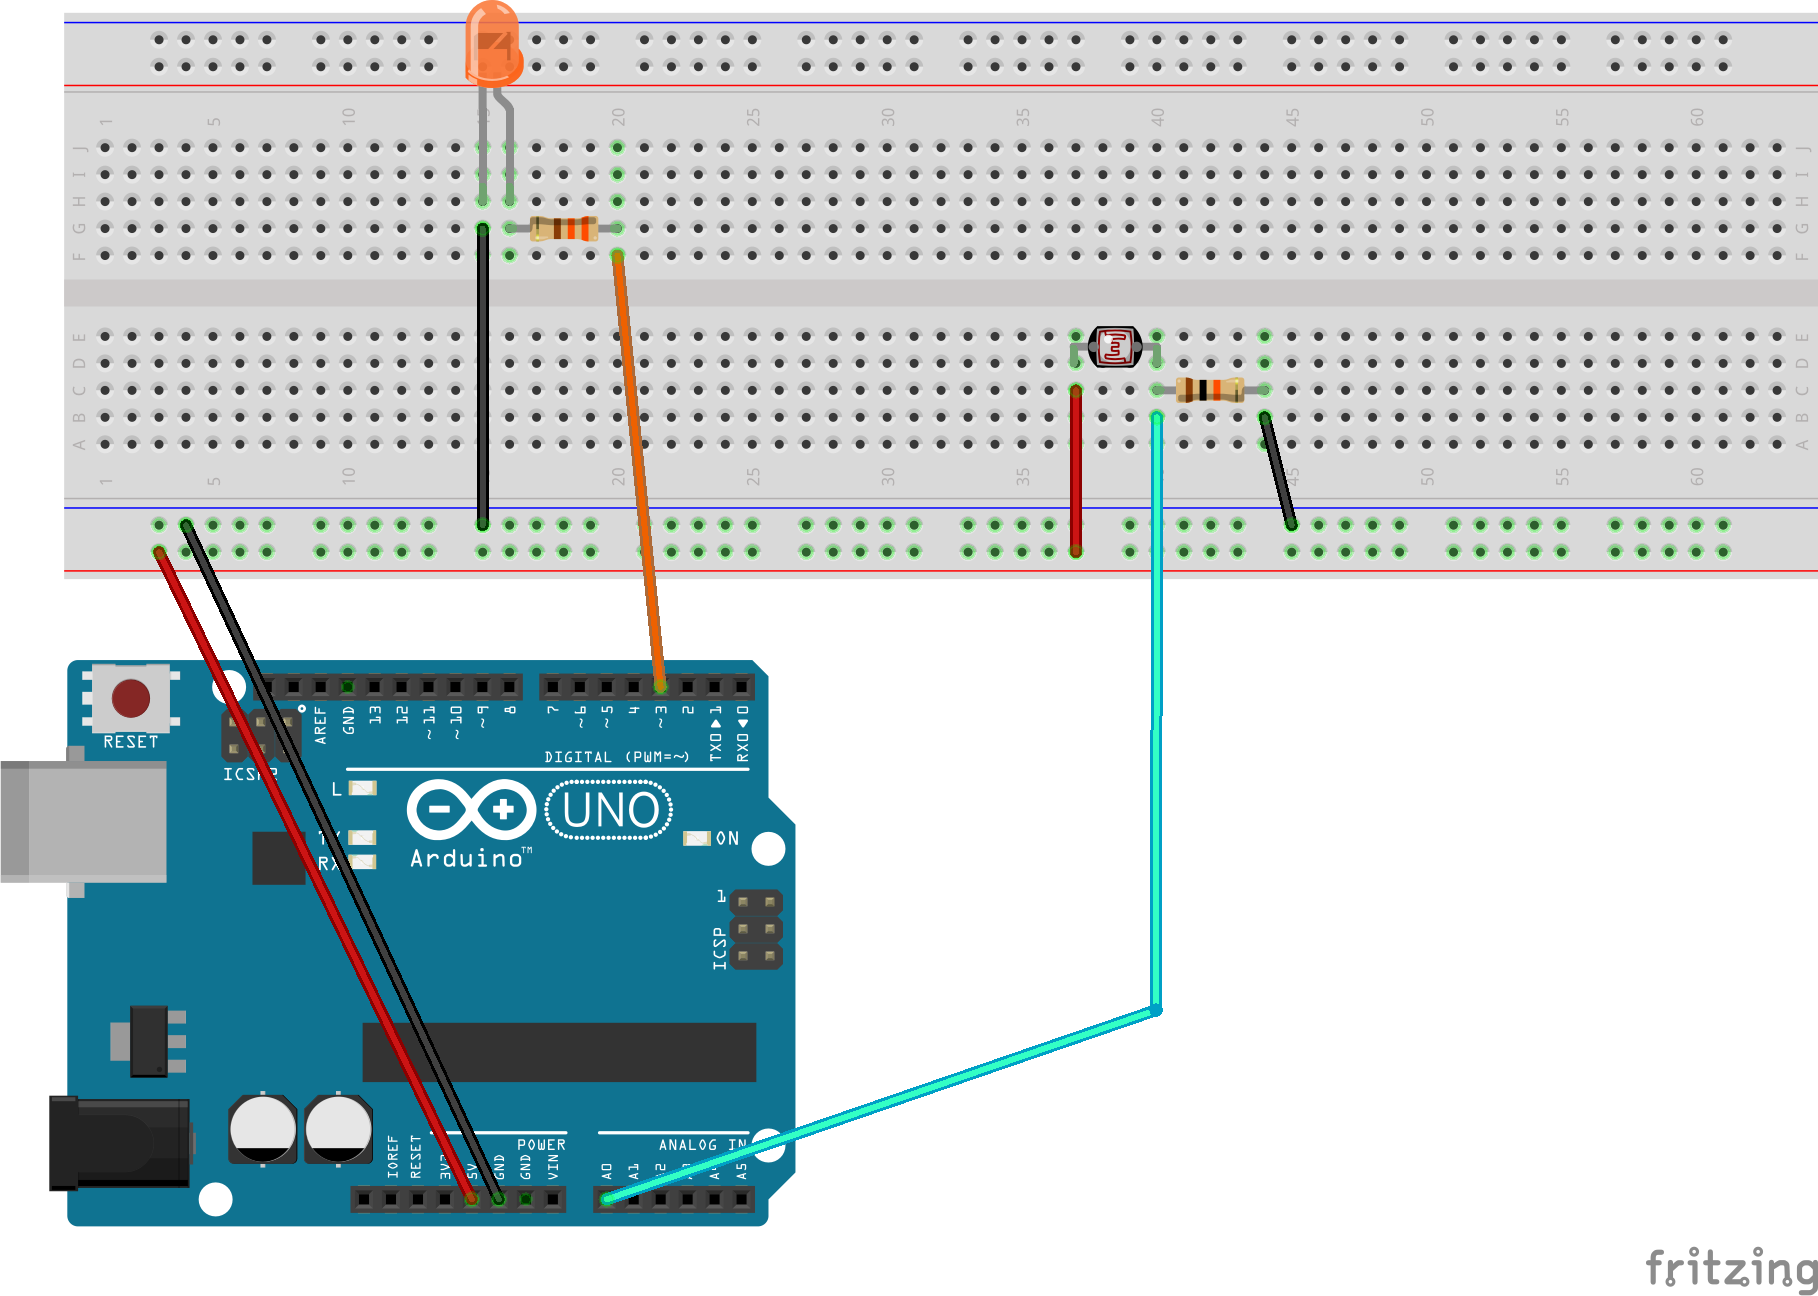 1 5 10 15 20 25 30 35 40 45 50 55 60
J J
I I
H H
G G
F F
E E
D D
C C
B B
A A
1 5 10 20 25 30 35 45 50 55 60
RESET
ICSP2
AREF
GND
13
12
~11
~10
~9
8
7
~6
~5
4
~3
2
TX0▶1
RX0◀0
DIGITAL (PWM=~)
L
TX
RX
UNO
Arduino™
ON
1
ICSP
POWER
ANALOG IN
IOREF
RESET
3V3
5V
GND
GND
VIN
A0
A1
A2
A5
fritzing